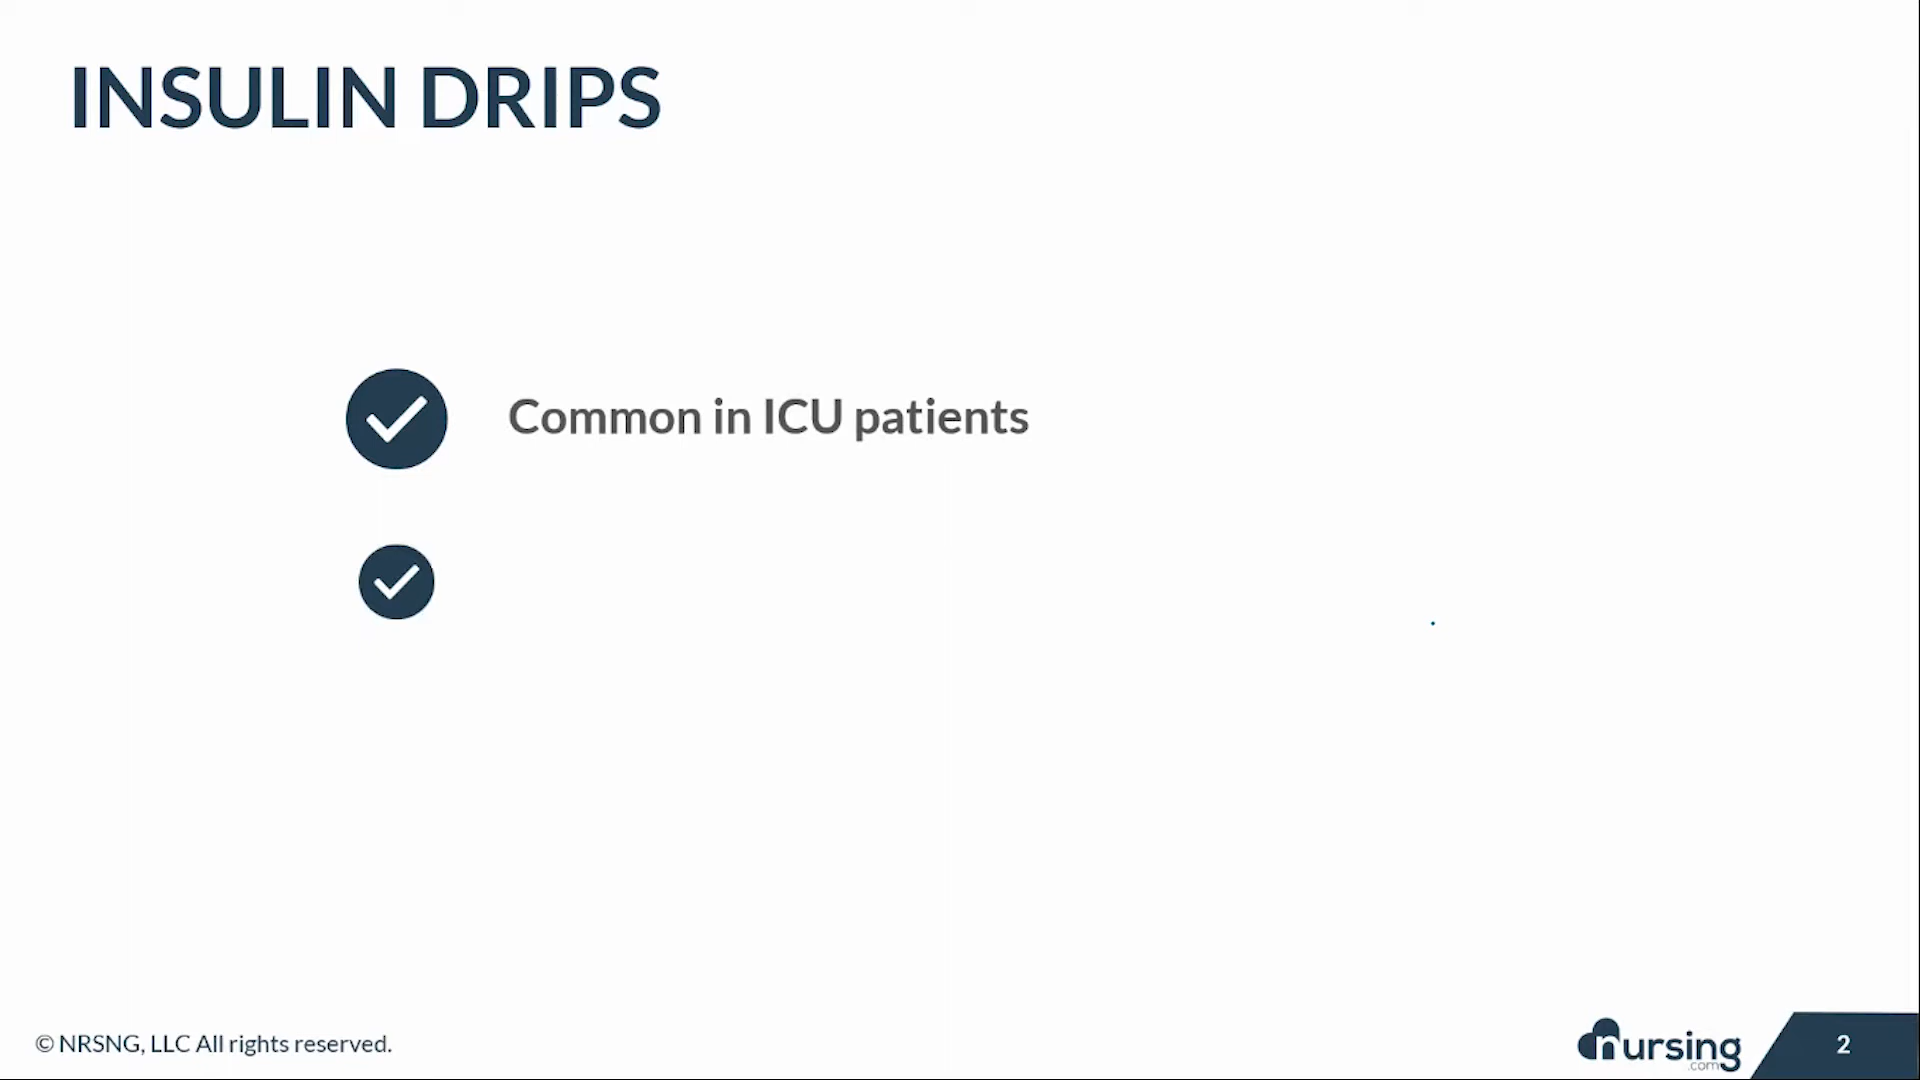 INSULIN DRIPS
Common in ICU patients
© NRSNG, LLC All rights reserved.
nursing
.com
2